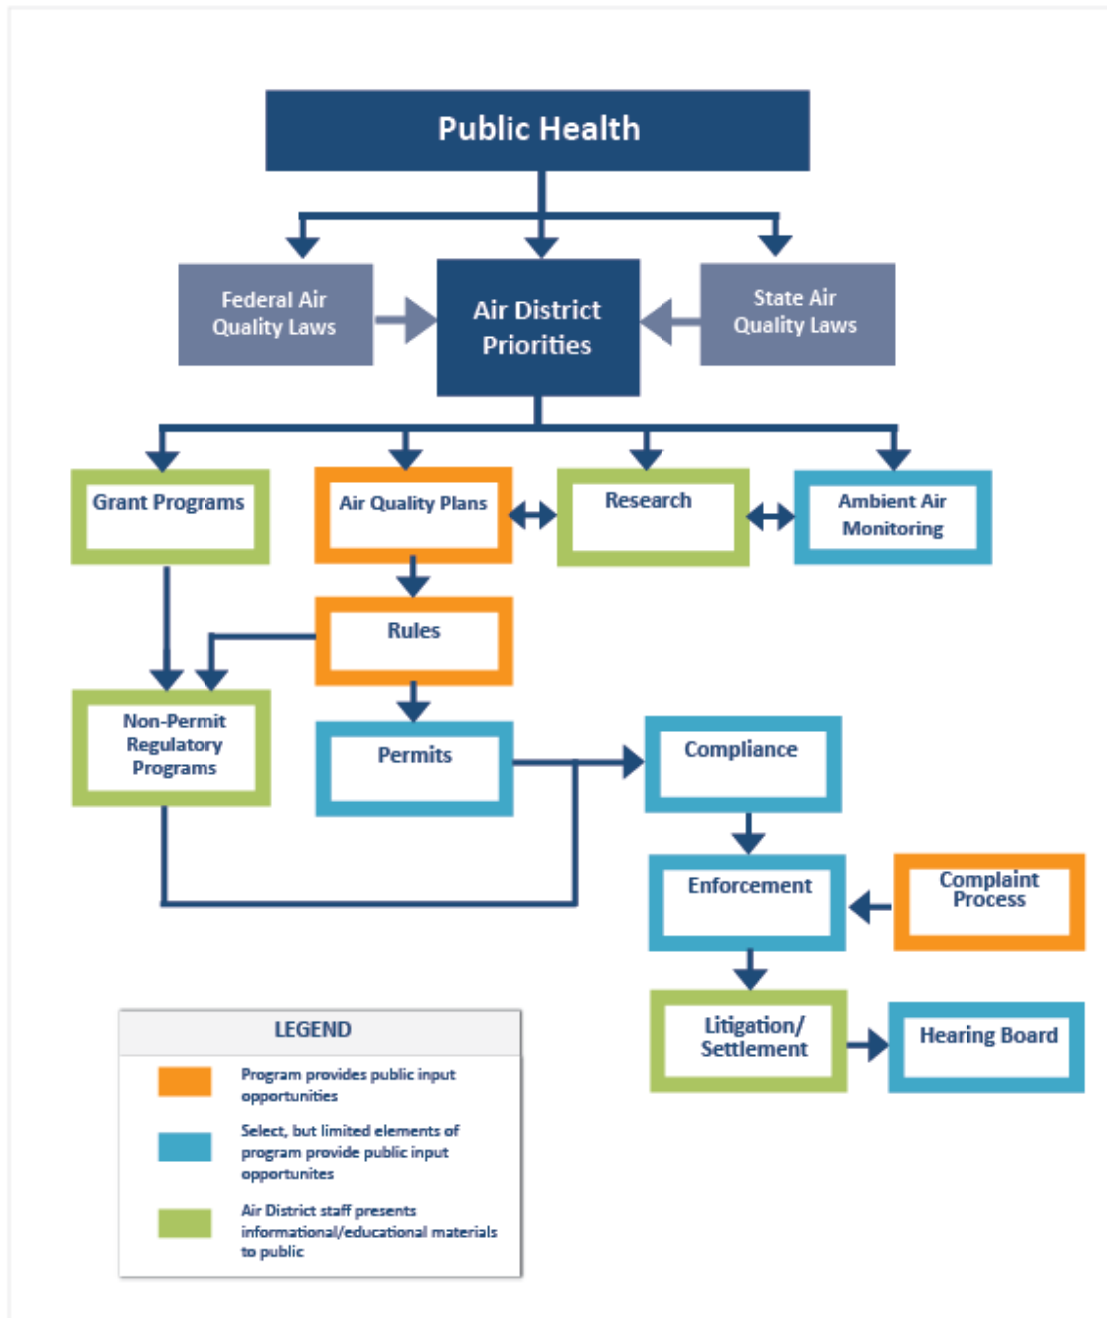 Public Health
Federal Air
Quality Laws
Air District
Priorities
State Air
Quality Laws
Grant Programs
Air Quality Plans
Research
Ambient Air
Monitoring
Rules
Non-Permit
Regulatory
Programs
Permits
Compliance
Enforcement
Complaint
Process
Litigation/
Settlement
Hearing Board
LEGEND
Program provides public input
opportunities
Select, but limited elements of
program provide public input
opportunites
Air District staff presents
informational/educational materials
to public